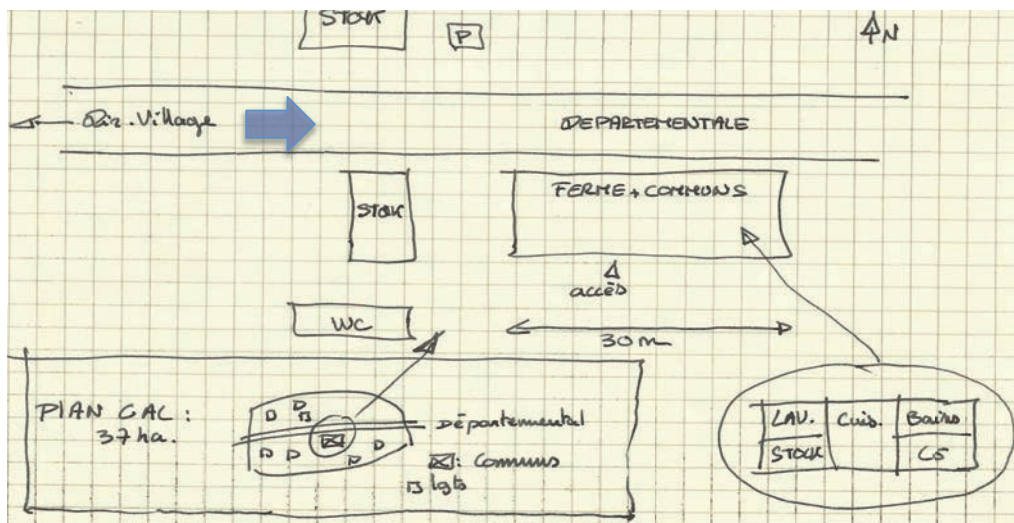 STOCK
P
N
Dir. Village
DEPARTEMENTALE
STOCK
FERME + COMMUNS
accès
WC
30 m
PLAN GAL :
37 ha.
Départemental
: Communs
lgts
LAV.
Cuis.
Bains
STOCK